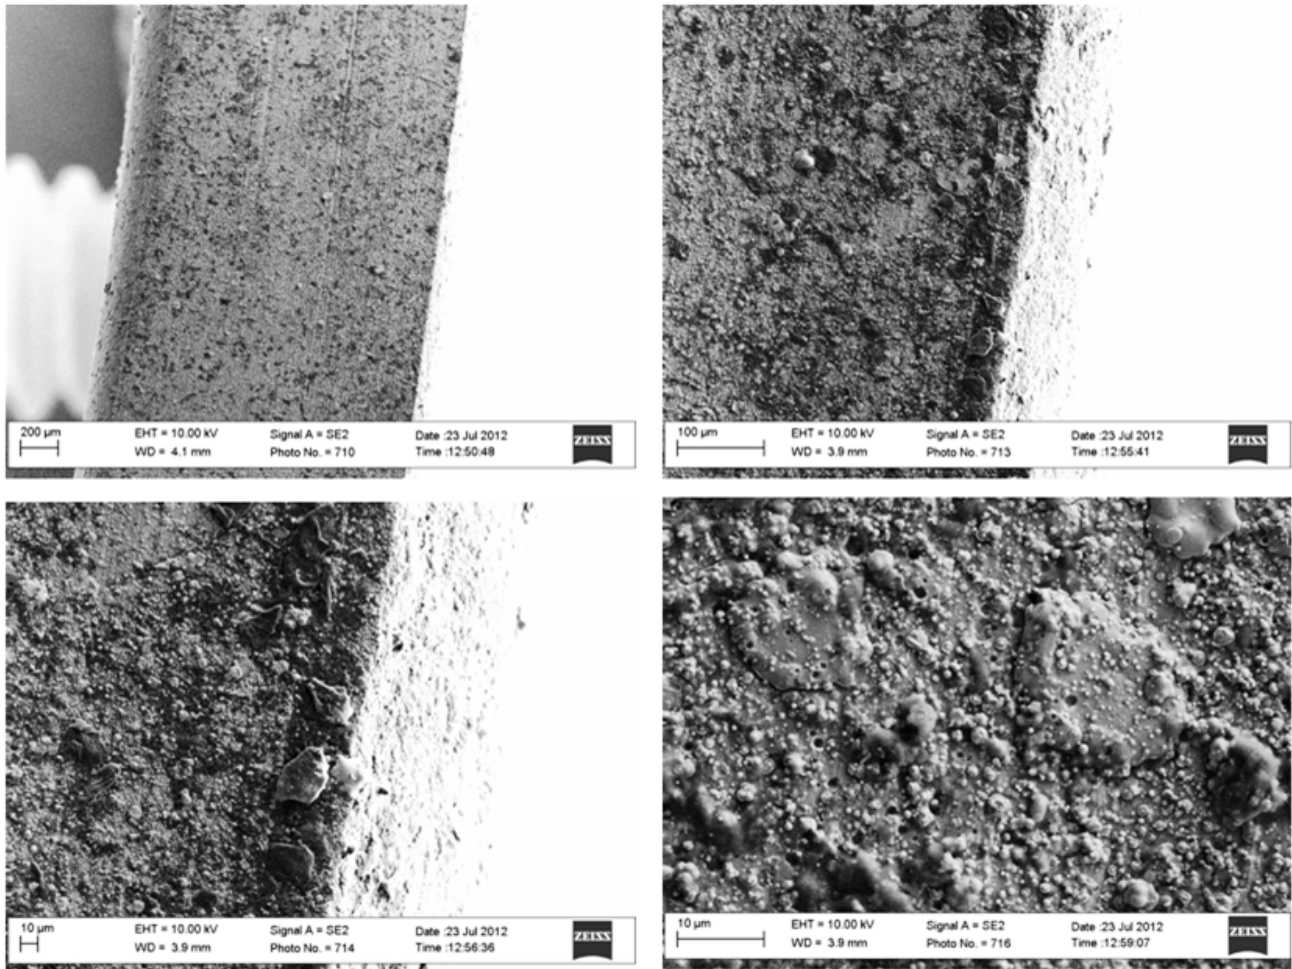 200 µm EHT = 10.00 kV Signal A = SE2 Date :23 Jul 2012 ZEISS
WD = 4.1 mm Photo No. = 710 Time :12:50:48
100 µm EHT = 10.00 kV Signal A = SE2 Date :23 Jul 2012 ZEISS
WD = 3.9 mm Photo No. = 713 Time :12:55:41
10 µm EHT = 10.00 kV Signal A = SE2 Date :23 Jul 2012 ZEISS
WD = 3.9 mm Photo No. = 714 Time :12:56:36
10 µm EHT = 10.00 kV Signal A = SE2 Date :23 Jul 2012 ZEISS
WD = 3.9 mm Photo No. = 716 Time :12:59:07